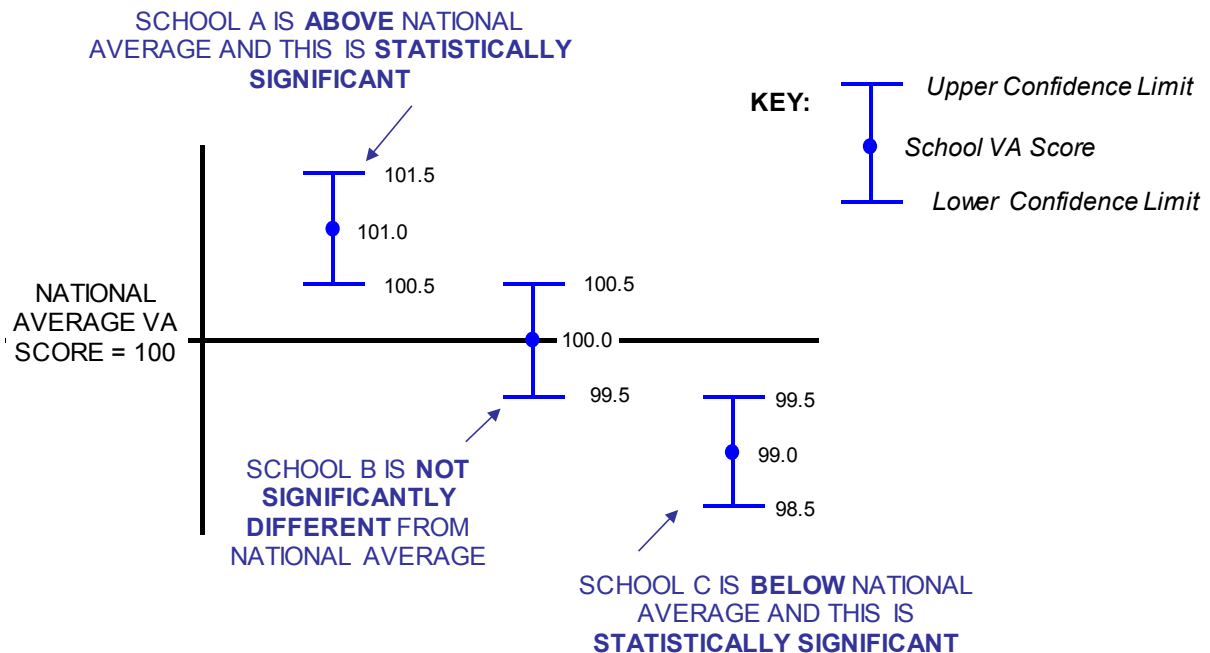 SCHOOL A IS ABOVE NATIONAL
AVERAGE AND THIS IS STATISTICALLY
SIGNIFICANT
KEY:
Upper Confidence Limit
School VA Score
Lower Confidence Limit
101.5
101.0
100.5
NATIONAL
AVERAGE VA
SCORE = 100
100.5
100.0
99.5
99.5
99.0
98.5
SCHOOL B IS NOT
SIGNIFICANTLY
DIFFERENT FROM
NATIONAL AVERAGE
SCHOOL C IS BELOW NATIONAL
AVERAGE AND THIS IS
STATISTICALLY SIGNIFICANT